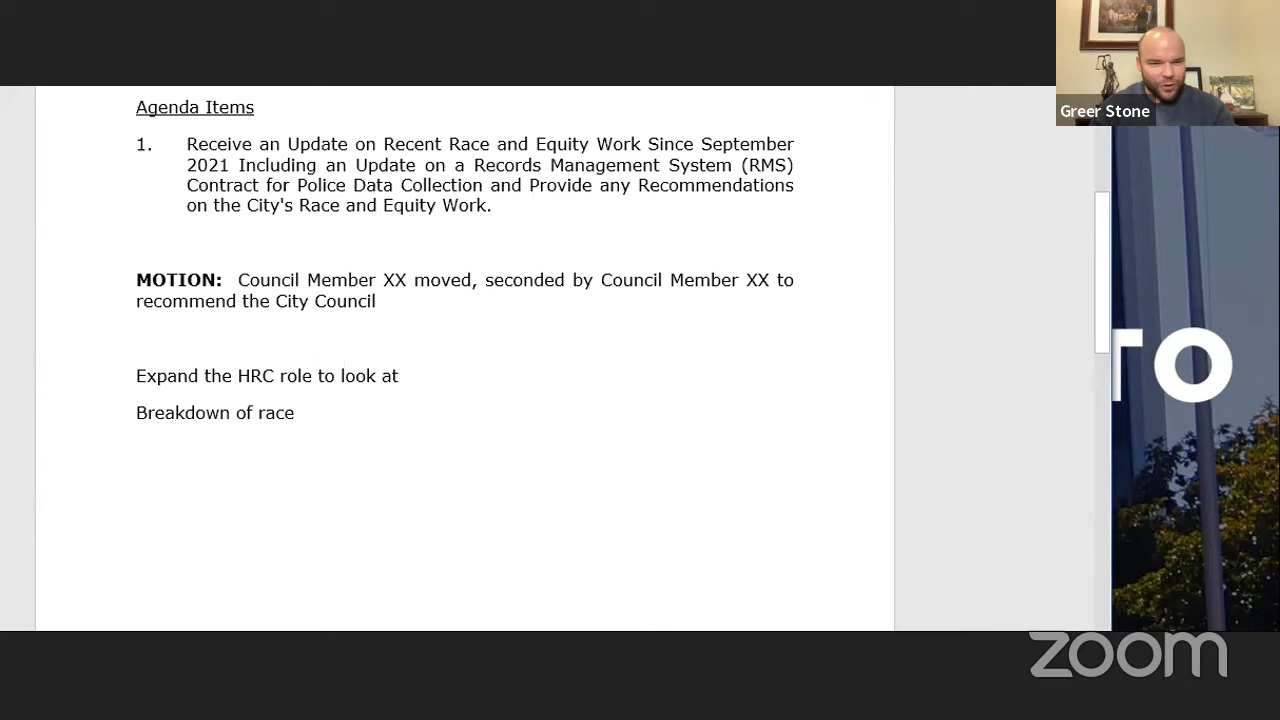 Agenda Items
1. Receive an Update on Recent Race and Equity Work Since September
2021 Including an Update on a Records Management System (RMS)
Contract for Police Data Collection and Provide any Recommendations
on the City's Race and Equity Work.
MOTION: Council Member XX moved, seconded by Council Member XX to
recommend the City Council
Expand the HRC role to look at
Breakdown of race
Greer Stone
TO
zoom